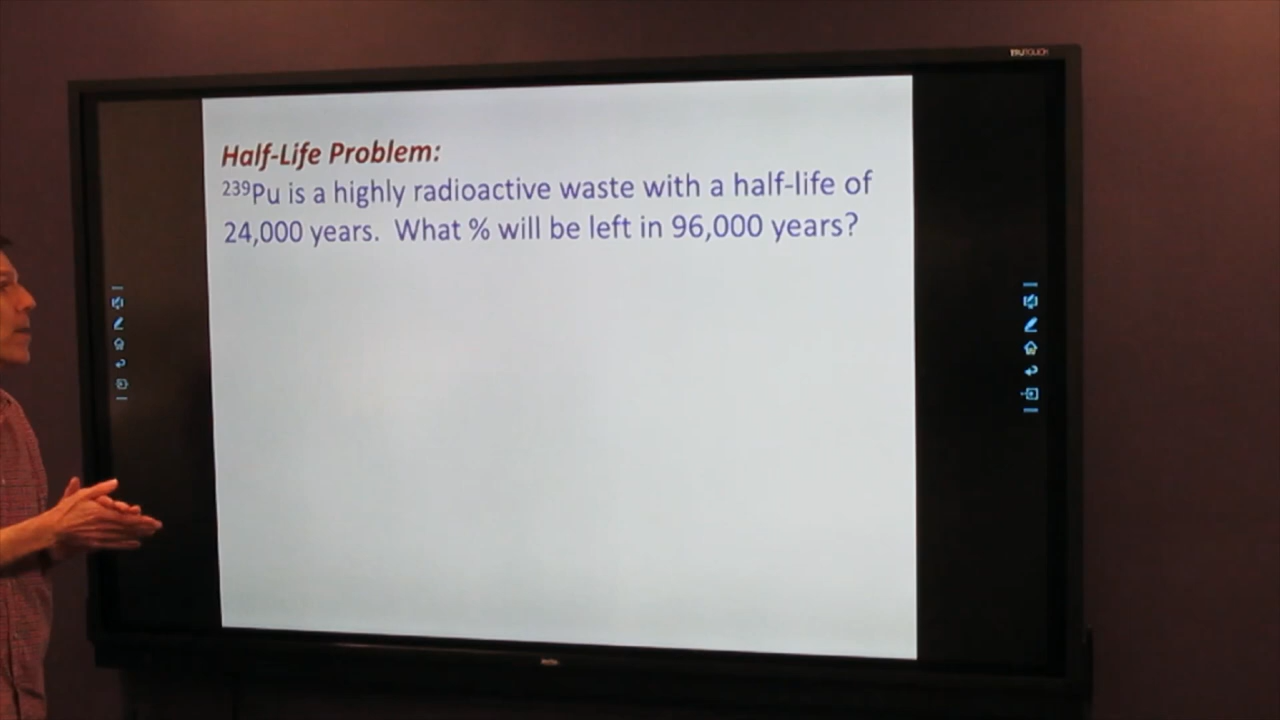 TRUTOUCH
Half-Life Problem:
²³⁹Pu is a highly radioactive waste with a half-life of
24,000 years.  What % will be left in 96,000 years?